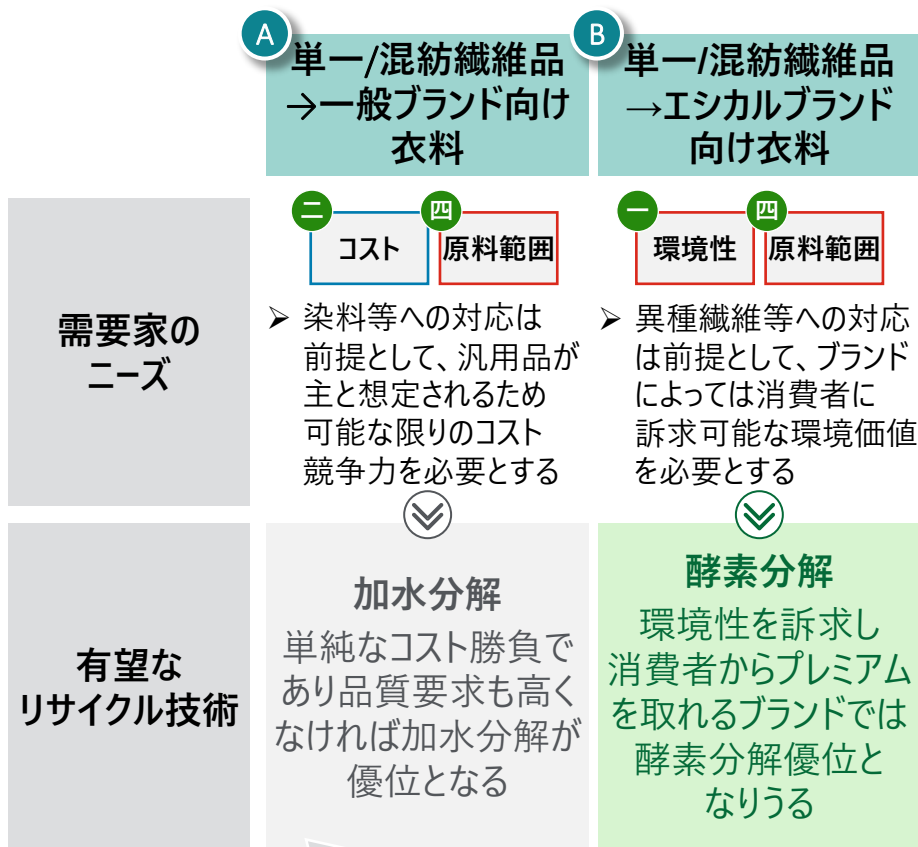 A
単一/混紡繊維品
→一般ブランド向け
衣料
B
単一/混紡繊維品
→エシカルブランド
向け衣料
需要家の
ニーズ
二
コスト
四
原料範囲
➢ 染料等への対応は
前提として、汎用品が
主と想定されるため
可能な限りのコスト
競争力を必要とする
一
環境性
四
原料範囲
➢ 異種繊維等への対応
は前提として、ブランド
によっては消費者に
訴求可能な環境価値
を必要とする
有望な
リサイクル技術
加水分解
単純なコスト勝負で
あり品質要求も高く
なければ加水分解が
優位となる
酵素分解
環境性を訴求し
消費者からプレミアム
を取れるブランドでは
酵素分解優位と
なりうる